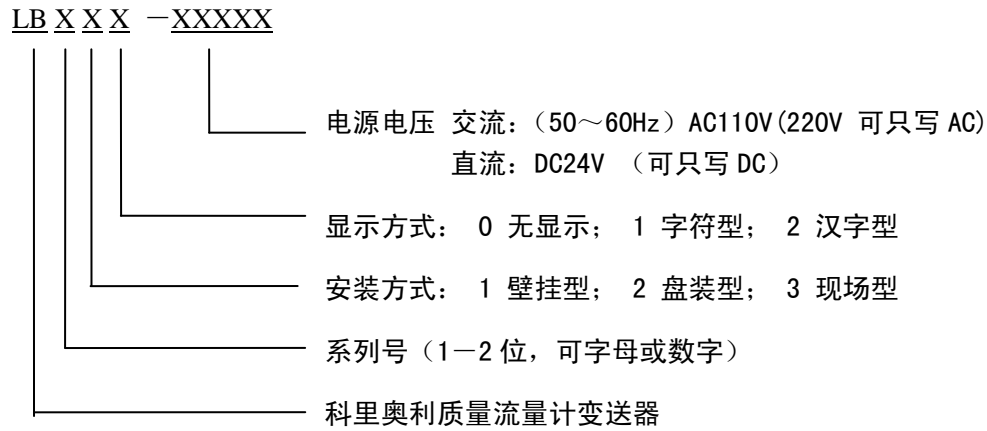 LB X X X －XXXXX
电源电压 交流：（50～60Hz）AC110V(220V 可只写 AC)
直流：DC24V （可只写 DC）
显示方式： 0 无显示； 1 字符型； 2 汉字型
安装方式： 1 壁挂型； 2 盘装型； 3 现场型
系列号（1－2 位，可字母或数字）
科里奥利质量流量计变送器